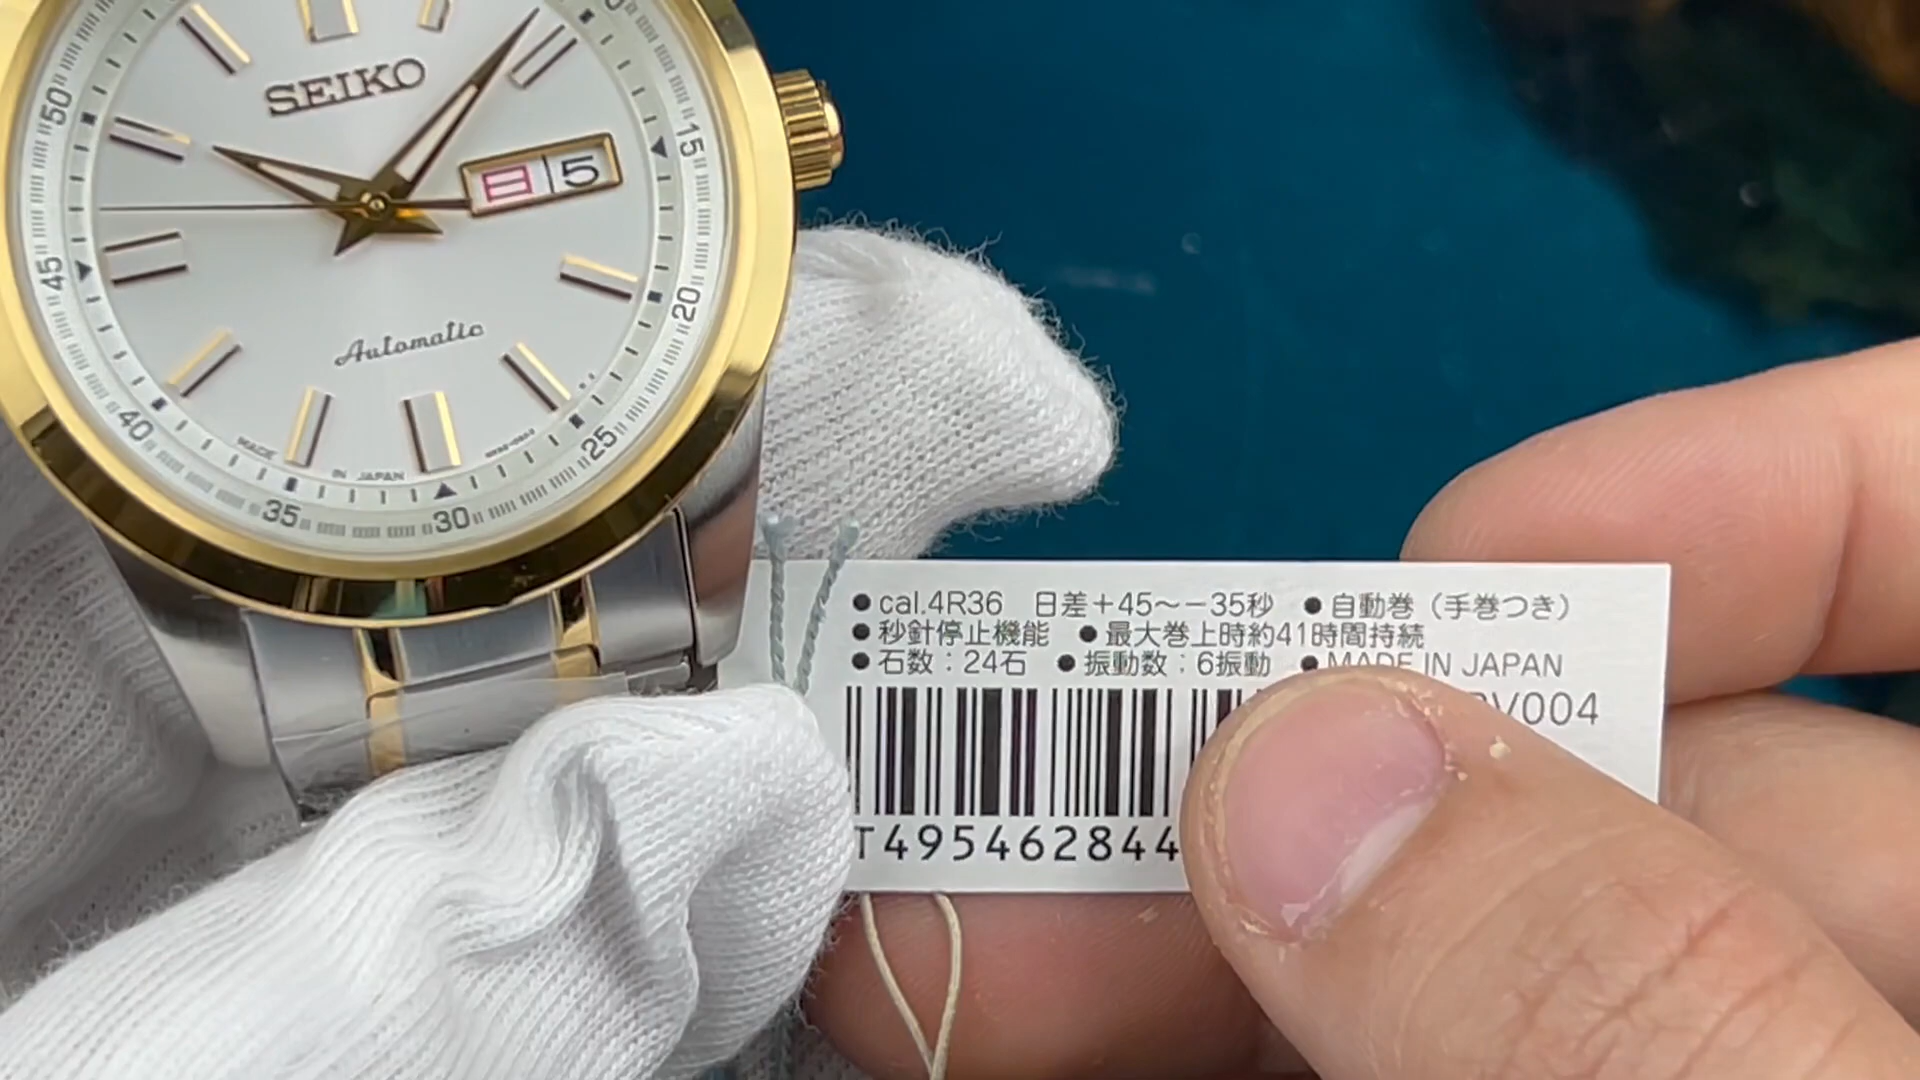 SEIKO
日 5
Automatic
50
15
45
20
40
25
35
30
MADE IN JAPAN
●cal.4R36 日差+45〜−35秒 ●自動巻(手巻つき)
●秒針停止機能 ●最大巻上時約41時間持続
●石数:24石 ●振動数:6振動 ●MADE IN JAPAN
V004
T495462844